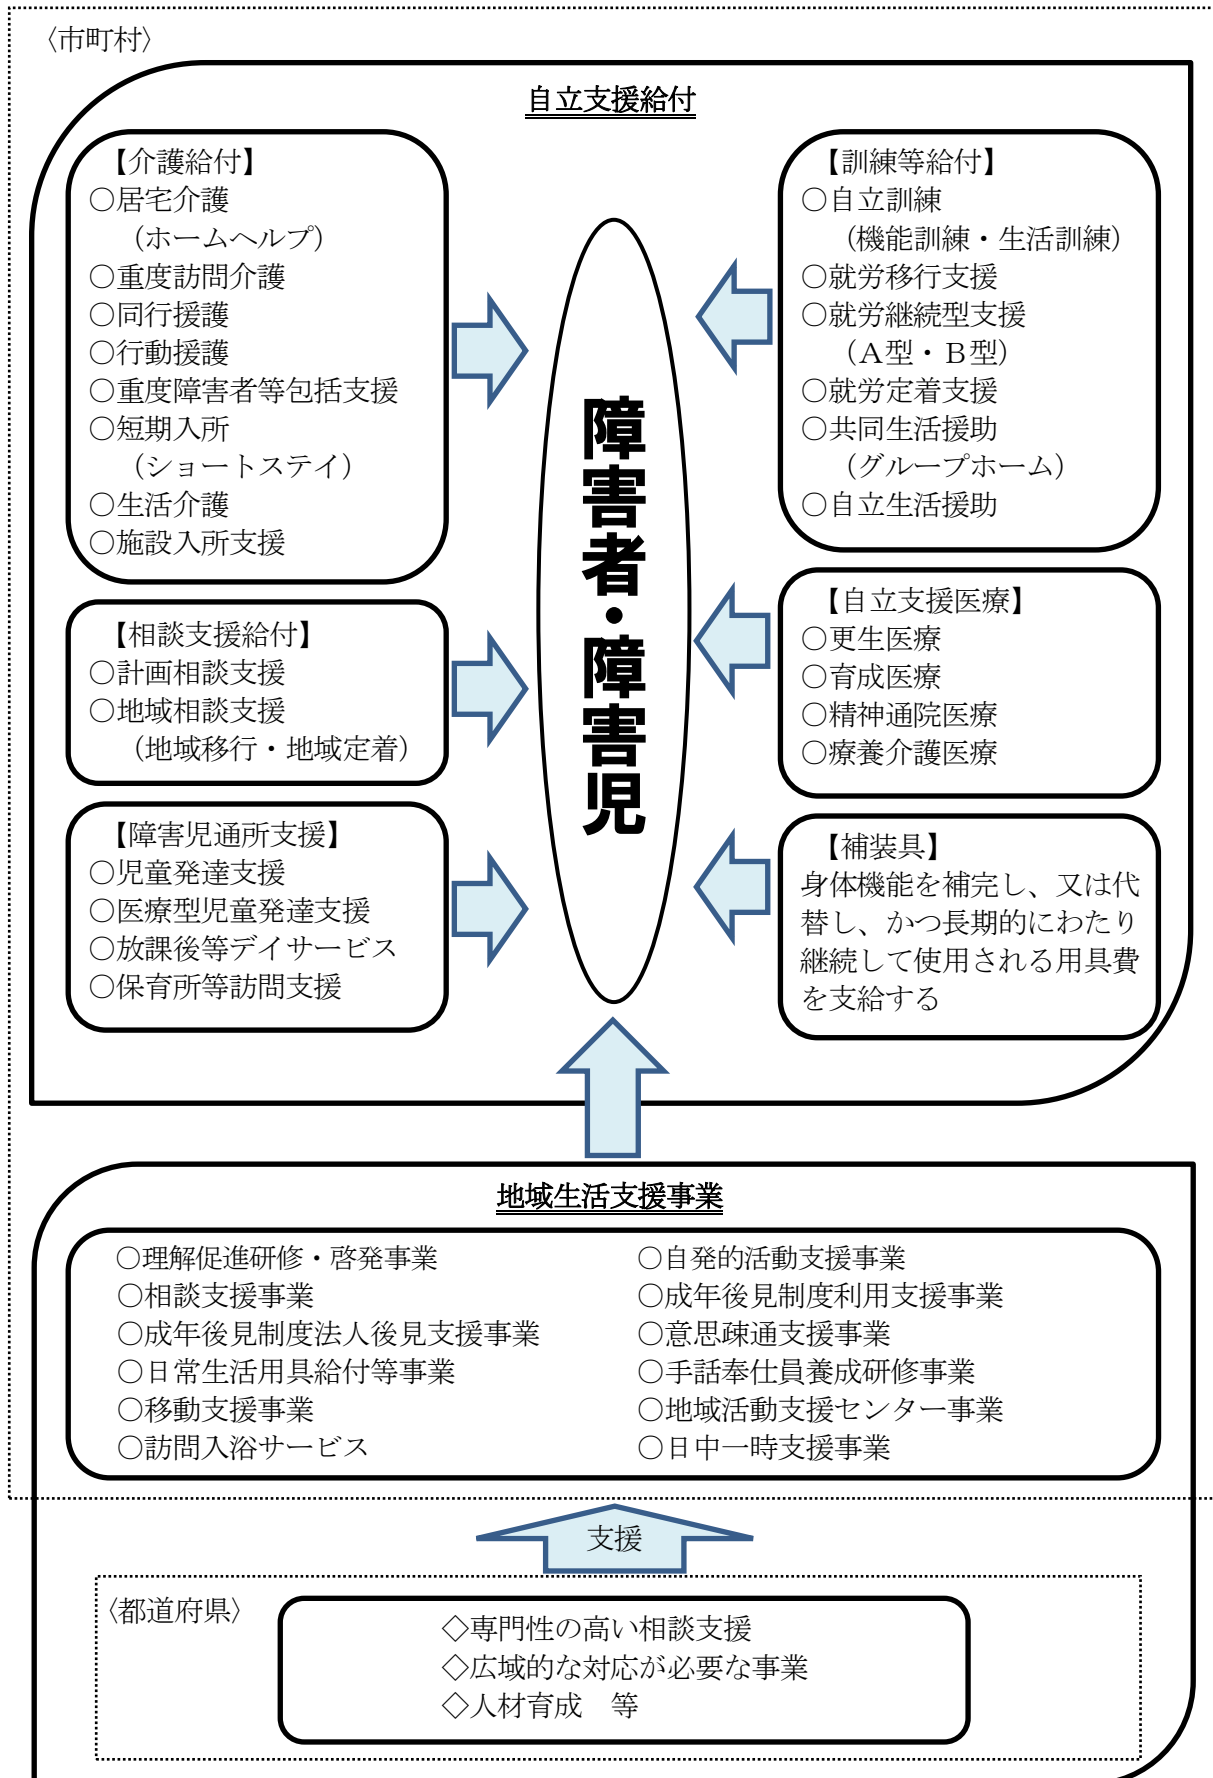 〈市町村〉
自立支援給付
【介護給付】
○居宅介護
（ホームヘルプ）
○重度訪問介護
○同行援護
○行動援護
○重度障害者等包括支援
○短期入所
（ショートステイ）
○生活介護
○施設入所支援
【相談支援給付】
○計画相談支援
○地域相談支援
（地域移行・地域定着）
【障害児通所支援】
○児童発達支援
○医療型児童発達支援
○放課後等デイサービス
○保育所等訪問支援
障害者・障害児
【訓練等給付】
○自立訓練
（機能訓練・生活訓練）
○就労移行支援
○就労継続型支援
（Ａ型・Ｂ型）
○就労定着支援
○共同生活援助
（グループホーム）
○自立生活援助
【自立支援医療】
○更生医療
○育成医療
○精神通院医療
○療養介護医療
【補装具】
身体機能を補完し、又は代
替し、かつ長期的にわたり
継続して使用される用具費
を支給する
地域生活支援事業
○理解促進研修・啓発事業
○相談支援事業
○成年後見制度法人後見支援事業
○日常生活用具給付等事業
○移動支援事業
○訪問入浴サービス
○自発的活動支援事業
○成年後見制度利用支援事業
○意思疎通支援事業
○手話奉仕員養成研修事業
○地域活動支援センター事業
○日中一時支援事業
支援
〈都道府県〉
◇専門性の高い相談支援
◇広域的な対応が必要な事業
◇人材育成　等